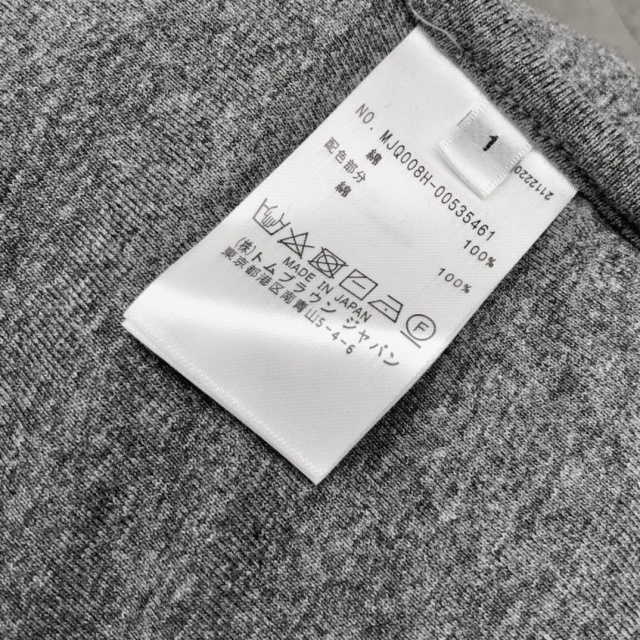 1
2112220
NO. MJQ008H-00535461
綿 100%
配色部分
綿 100%
F
MADE IN JAPAN
(株)トム ブラウン ジャパン
東京都港区南青山5-4-6